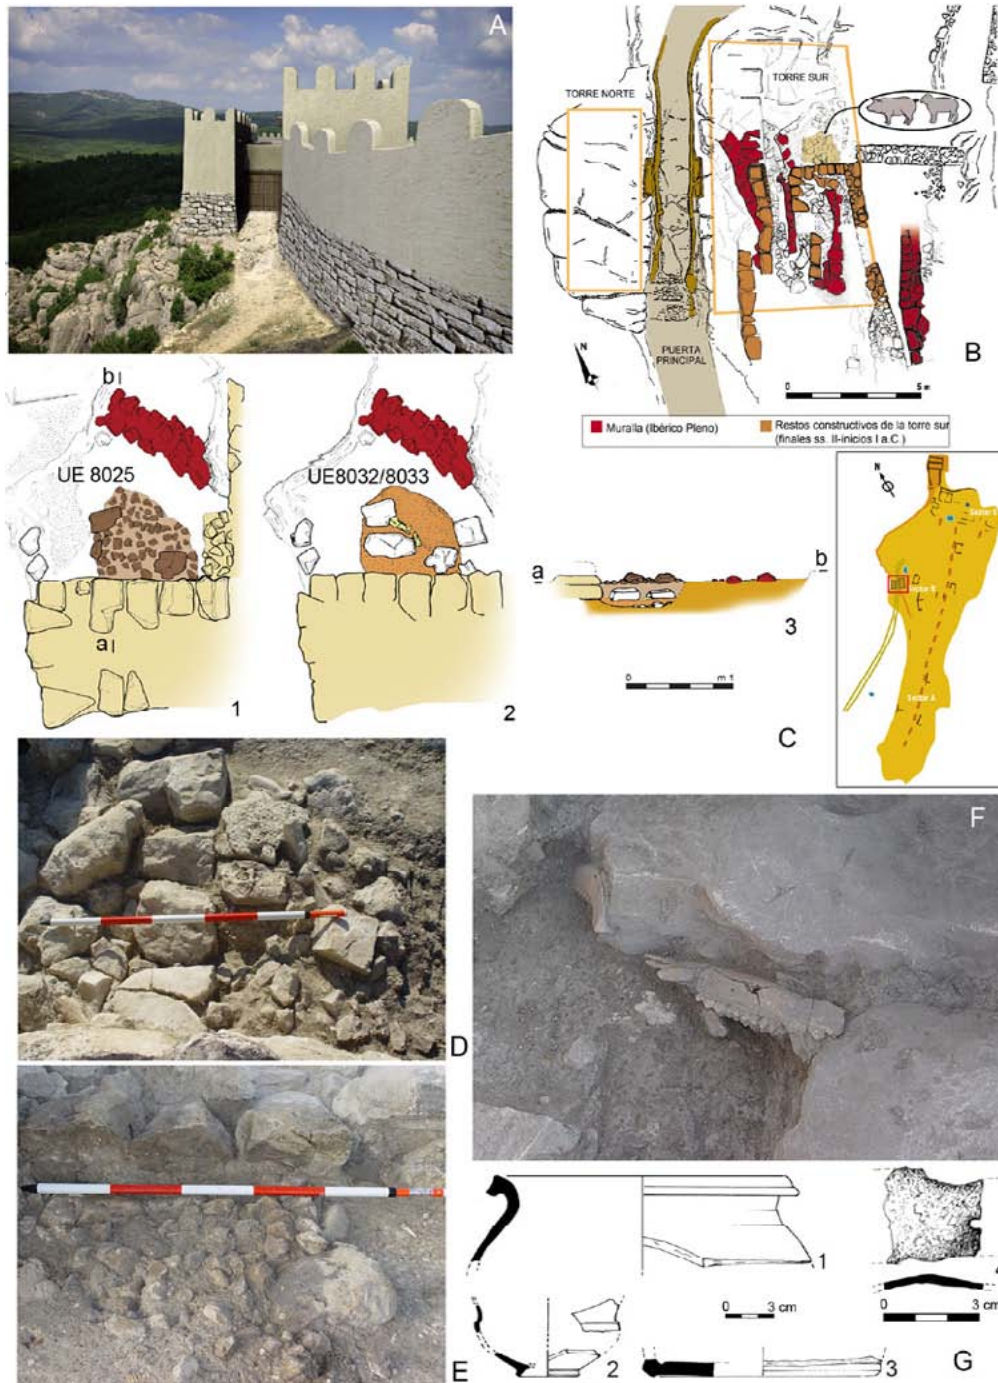 A
TORRE NORTE
TORRE SUR
PUERTA
PRINCIPAL
N
B
0 5 m
Muralla (Ibérico Pleno)
Restos constructivos de la torre sur
(finales ss. II-inicios I a.C.)
b
UE 8025
a
1
UE8032/8033
2
a
b
3
0 m 1
N
Sector A
C
D
E
F
1
2
3
0 3 cm
4
0 3 cm
G